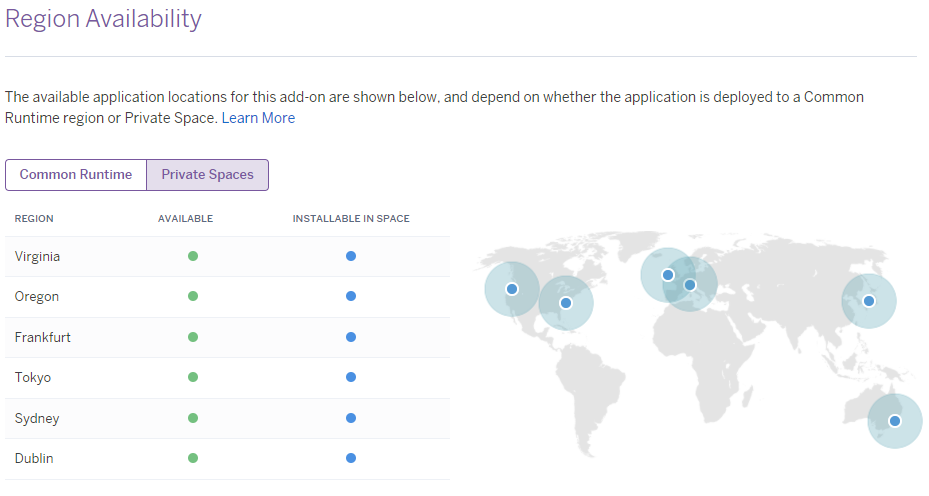 Region Availability
The available application locations for this add-on are shown below, and depend on whether the application is deployed to a Common
Runtime region or Private Space. Learn More
Common Runtime Private Spaces
REGION AVAILABLE INSTALLABLE IN SPACE
Virginia
Oregon
Frankfurt
Tokyo
Sydney
Dublin